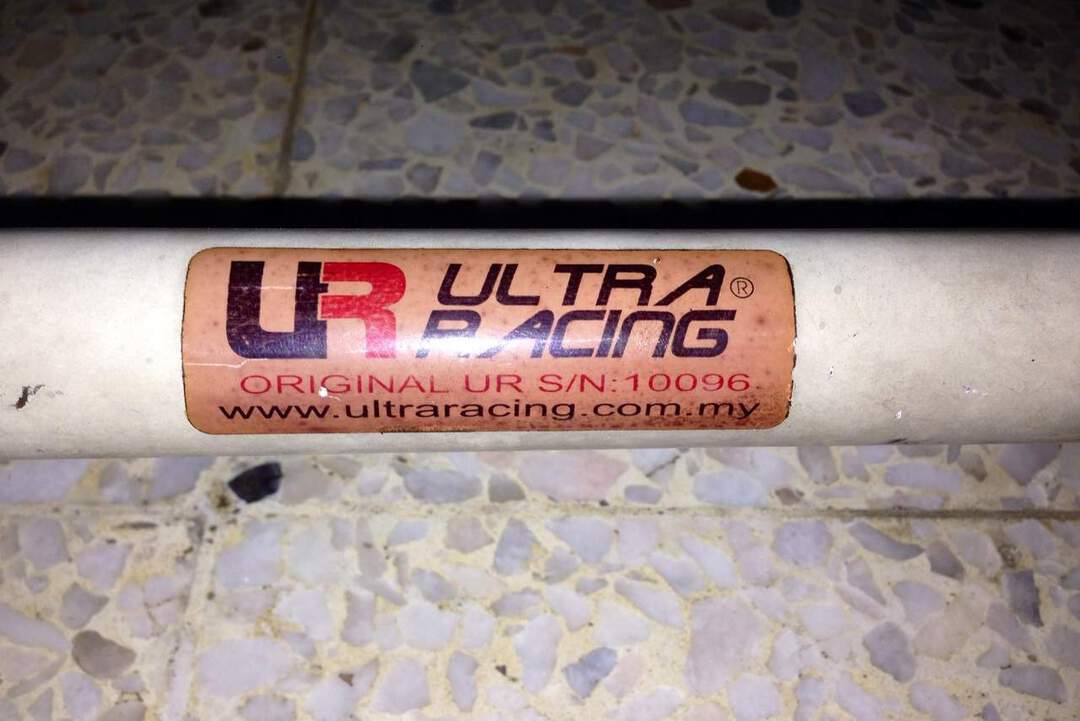 UR ULTRA RACING®
ORIGINAL UR S/N:10096
www.ultraracing.com.my